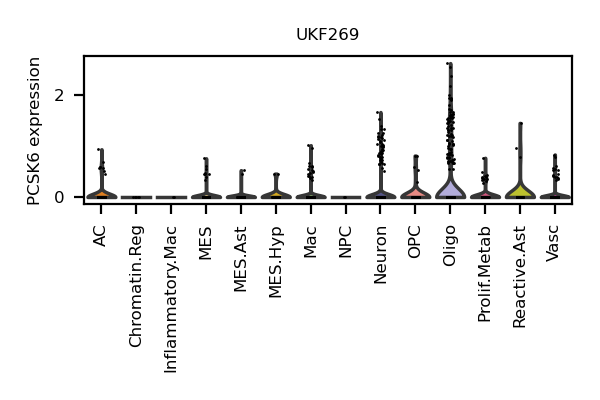 UKF269
PCSK6 expression
2
0
AC
Chromatin.Reg
Inflammatory.Mac
MES
MES.Ast
MES.Hyp
Mac
NPC
Neuron
OPC
Oligo
Prolif.Metab
Reactive.Ast
Vasc